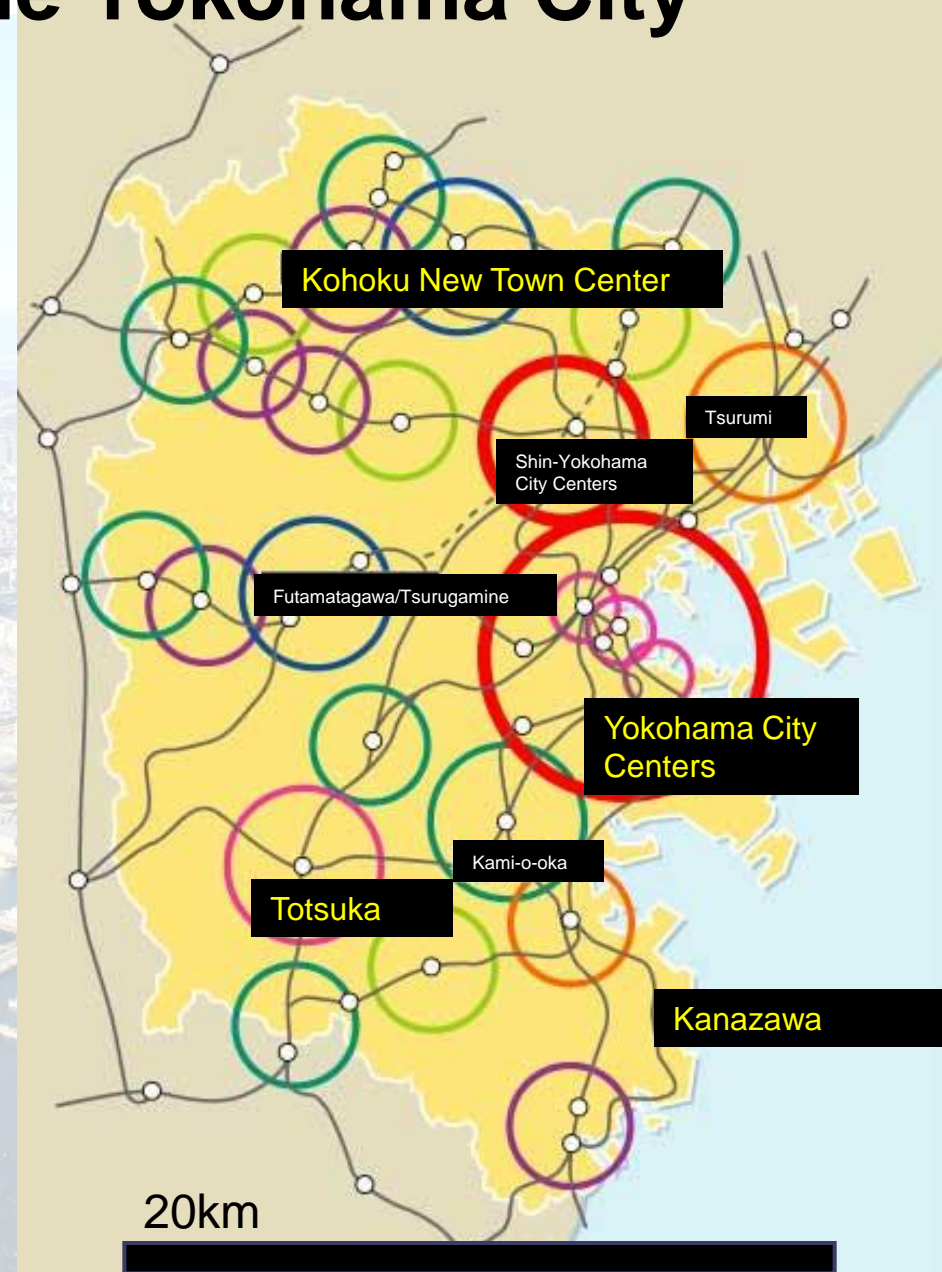 Yokohama City
Kohoku New Town Center
Tsurumi
Shin-Yokohama
City Centers
Futamatagawa/Tsurugamine
Yokohama City
Centers
Kami-o-oka
Totsuka
Kanazawa
20km